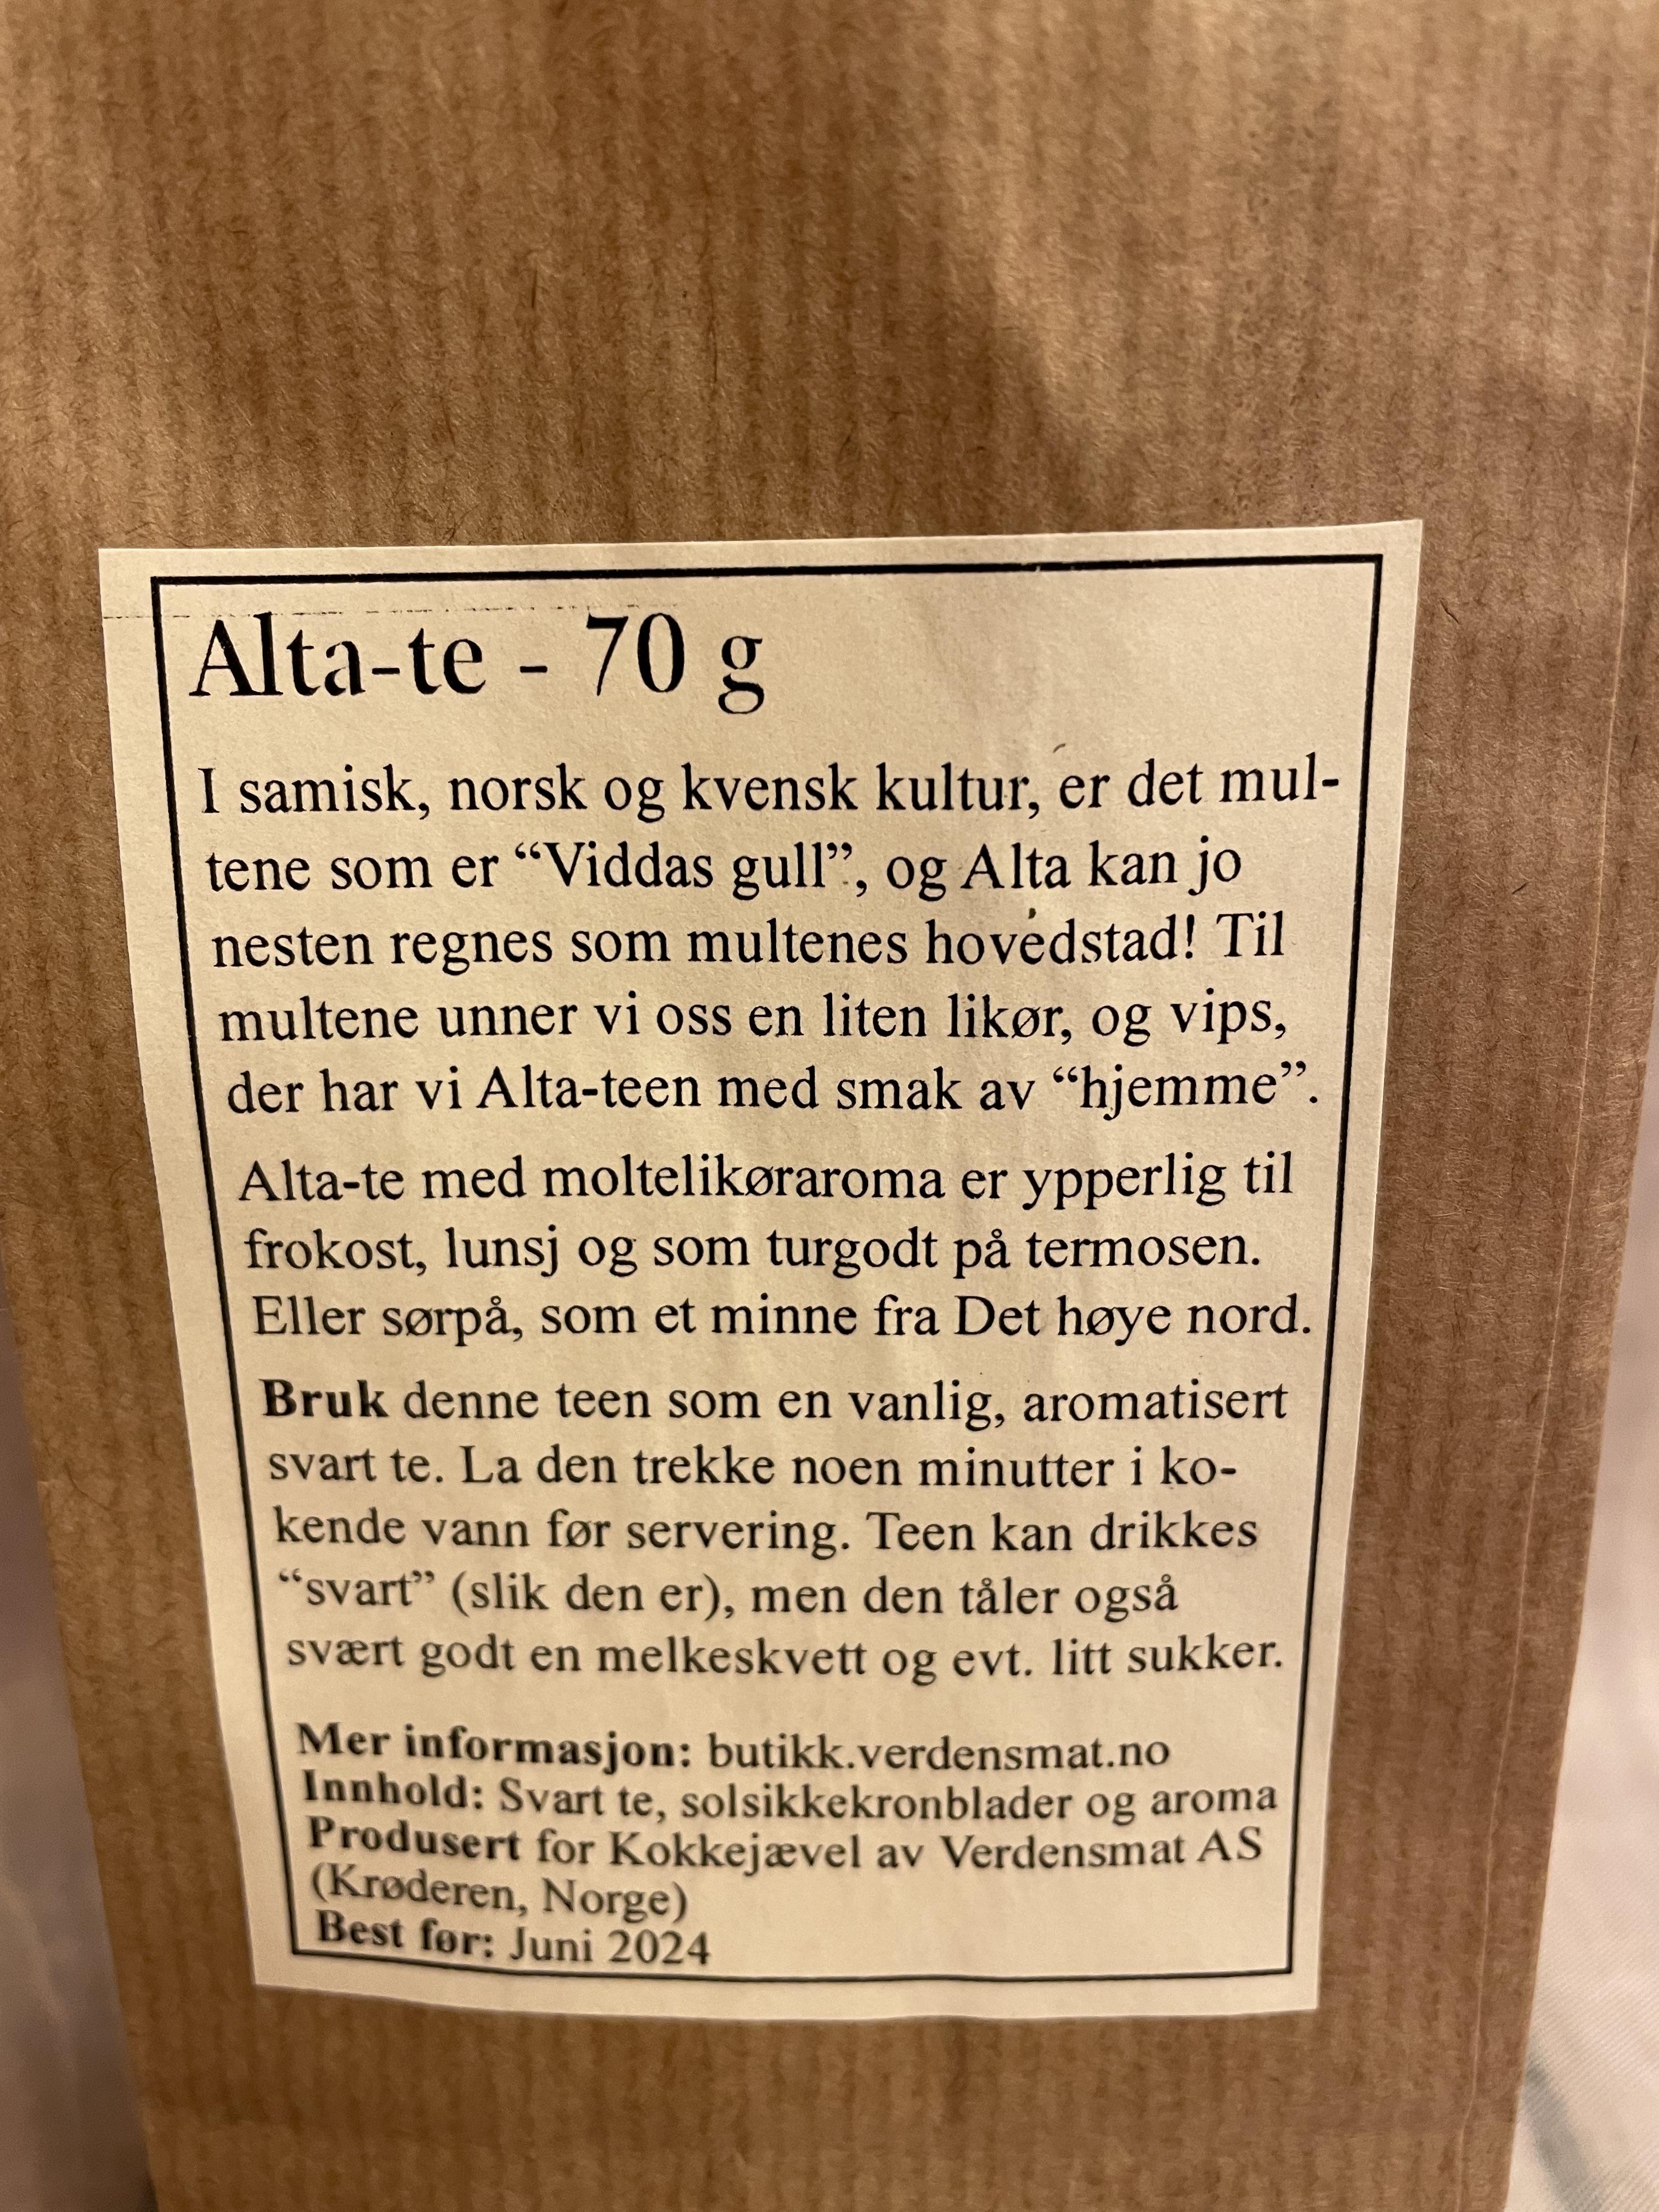 Alta-te - 70 g
I samisk, norsk og kvensk kultur, er det mul-
tene som er “Viddas gull”, og Alta kan jo
nesten regnes som multenes hovedstad! Til
multene unner vi oss en liten likør, og vips,
der har vi Alta-teen med smak av “hjemme”.
Alta-te med moltelikøraroma er ypperlig til
frokost, lunsj og som turgodt på termosen.
Eller sørpå, som et minne fra Det høye nord.
Bruk denne teen som en vanlig, aromatisert
svart te. La den trekke noen minutter i ko-
kende vann før servering. Teen kan drikkes
“svart” (slik den er), men den tåler også
svært godt en melkeskvett og evt. litt sukker.
Mer informasjon: butikk.verdensmat.no
Innhold: Svart te, solsikkekronblader og aroma
Produsert for Kokkejævel av Verdensmat AS
(Krøderen, Norge)
Best før: Juni 2024